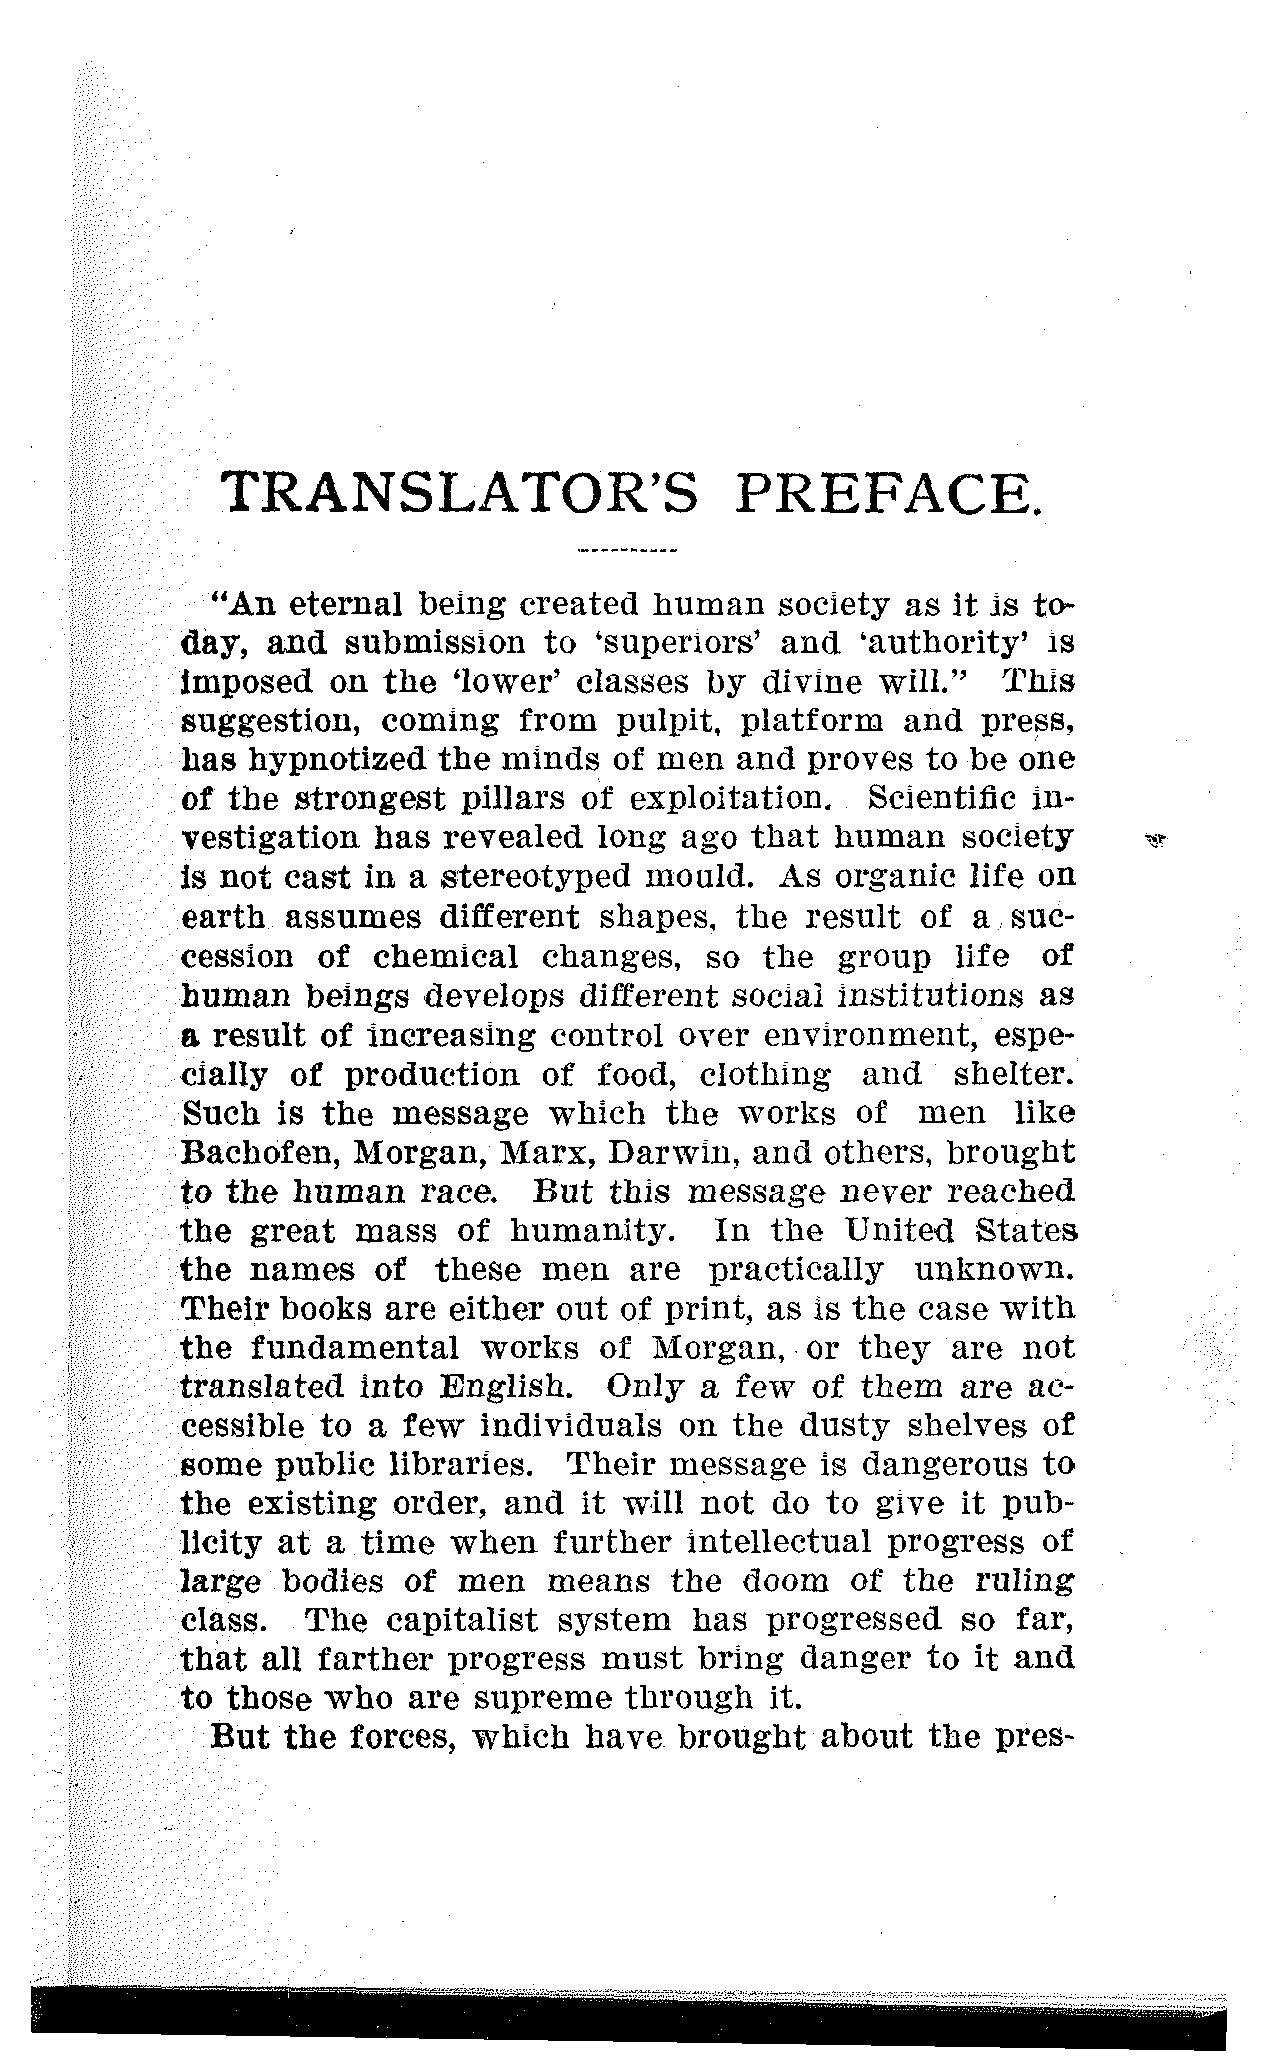 TRANSLATOR'S PREFACE.
"An eternal being created human society as it is to-
day, and submission to 'superiors' and 'authority' is
imposed on the 'lower' classes by divine will." This
suggestion, coming from pulpit, platform and press,
has hypnotized the minds of men and proves to be one
of the strongest pillars of exploitation. Scientific in-
vestigation has revealed long ago that human society
is not cast in a stereotyped mould. As organic life on
earth assumes different shapes, the result of a suc-
cession of chemical changes, so the group life of
human beings develops different social institutions as
a result of increasing control over environment, espe-
cially of production of food, clothing and shelter.
Such is the message which the works of men like
Bachofen, Morgan, Marx, Darwin, and others, brought
to the human race. But this message never reached
the great mass of humanity. In the United States
the names of these men are practically unknown.
Their books are either out of print, as is the case with
the fundamental works of Morgan, or they are not
translated into English. Only a few of them are ac-
cessible to a few individuals on the dusty shelves of
some public libraries. Their message is dangerous to
the existing order, and it will not do to give it pub-
licity at a time when further intellectual progress of
large bodies of men means the doom of the ruling
class. The capitalist system has progressed so far,
that all farther progress must bring danger to it and
to those who are supreme through it.
But the forces, which have brought about the pres-